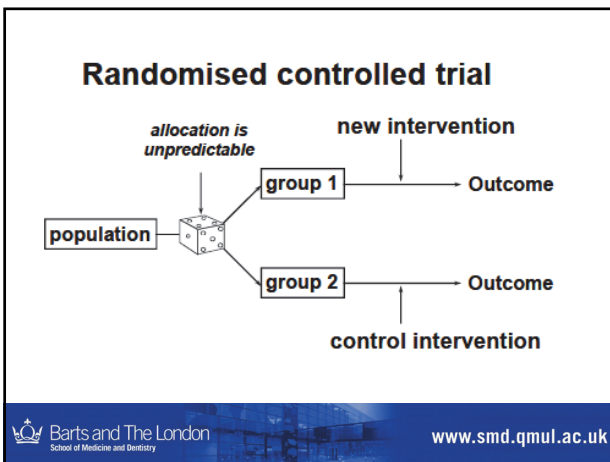 Randomised controlled trial
allocation is
unpredictable
new intervention
group 1
Outcome
population
group 2
Outcome
control intervention
Barts and The London
School of Medicine and Dentistry
www.smd.qmul.ac.uk